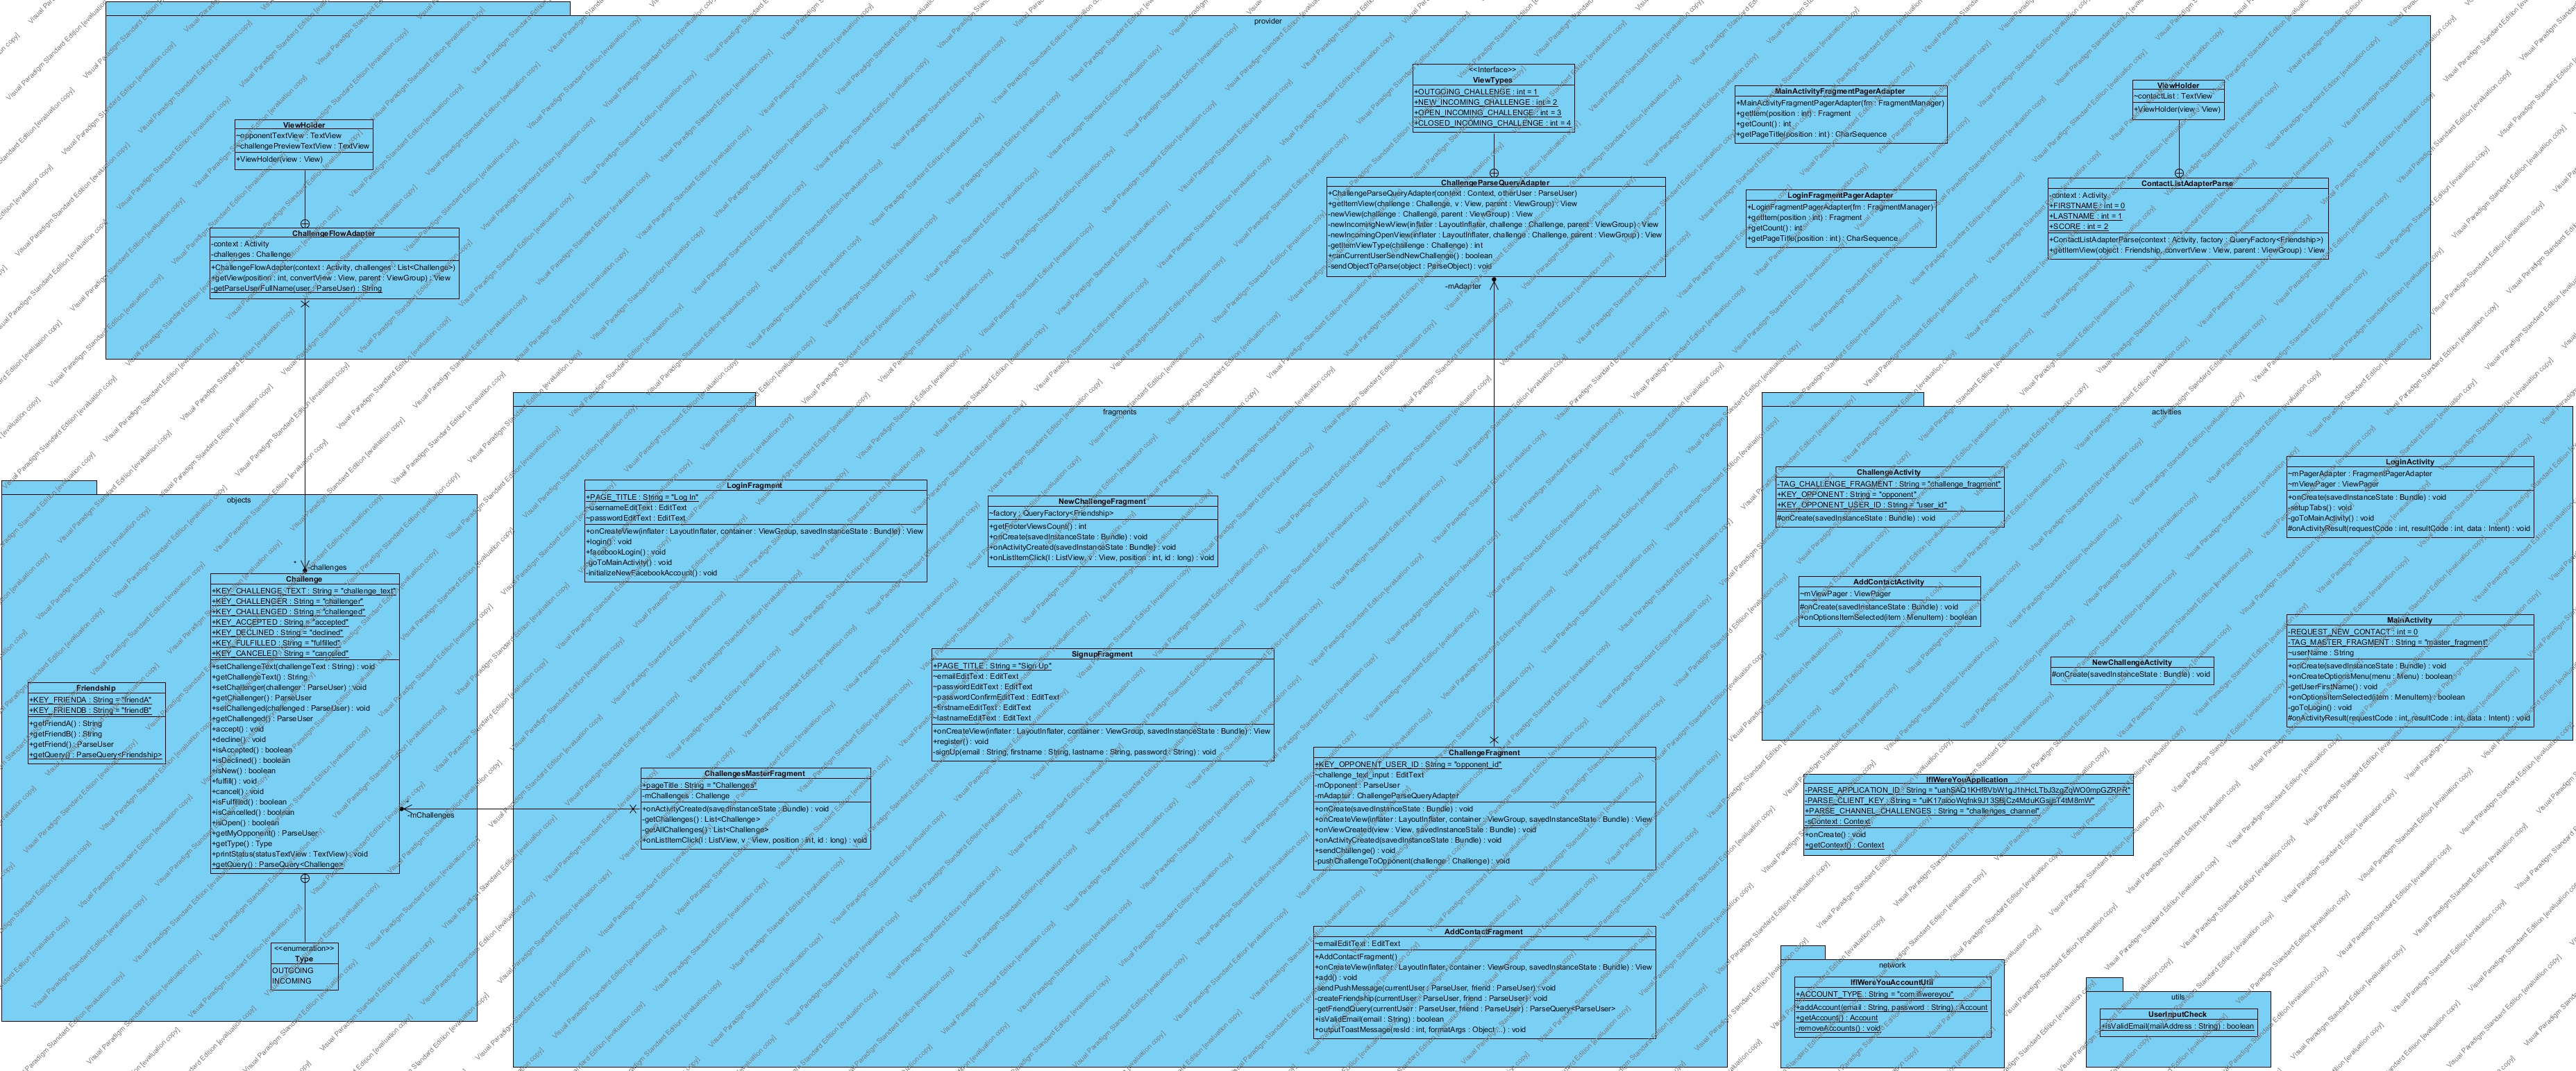 provider
ViewHolder
~opponentTextView : TextView
~challengePreviewTextView : TextView
+ViewHolder(view : View)
ChallengeFlowAdapter
-context : Activity
-challenges : Challenge
+ChallengeFlowAdapter(context : Activity, challenges : List<Challenge>)
+getView(position : int, convertView : View, parent : ViewGroup) : View
-getParseUserFullName(user : ParseUser) : String
<<Interface>>
ViewTypes
+OUTGOING_CHALLENGE : int = 1
+NEW_INCOMING_CHALLENGE : int = 2
+OPEN_INCOMING_CHALLENGE : int = 3
+CLOSED_INCOMING_CHALLENGE : int = 4
ChallengeParseQueryAdapter
+ChallengeParseQueryAdapter(context : Context, otherUser : ParseUser)
+getItemView(challenge : Challenge, v : View, parent : ViewGroup) : View
-newView(challenge : Challenge, parent : ViewGroup) : View
-newIncomingNewView(inflater : LayoutInflater, challenge : Challenge, parent : ViewGroup) : View
-newIncomingOpenView(inflater : LayoutInflater, challenge : Challenge, parent : ViewGroup) : View
-getItemViewType(challenge : Challenge) : int
+canCurrentUserSendNewChallenge() : boolean
-sendObjectToParse(object : ParseObject) : void
-mAdapter
MainActivityFragmentPagerAdapter
+MainActivityFragmentPagerAdapter(fm : FragmentManager)
+getItem(position : int) : Fragment
+getCount() : int
+getPageTitle(position : int) : CharSequence
LoginFragmentPagerAdapter
+LoginFragmentPagerAdapter(fm : FragmentManager)
+getItem(position : int) : Fragment
+getCount() : int
+getPageTitle(position : int) : CharSequence
ViewHolder
~contactList : TextView
+ViewHolder(view : View)
ContactListAdapterParse
-context : Activity
+FIRSTNAME : int = 0
+LASTNAME : int = 1
+SCORE : int = 2
+ContactListAdapterParse(context : Activity, factory : QueryFactory<Friendship>)
+getItemView(object : Friendship, convertView : View, parent : ViewGroup) : View
objects
* -challenges
Challenge
+KEY_CHALLENGE_TEXT : String = "challenge_text"
+KEY_CHALLENGER : String = "challenger"
+KEY_CHALLENGED : String = "challenged"
+KEY_ACCEPTED : String = "accepted"
+KEY_DECLINED : String = "declined"
+KEY_FULFILLED : String = "fulfilled"
+KEY_CANCELED : String = "canceled"
+setChallengeText(challengeText : String) : void
+getChallengeText() : String
+setChallenger(challenger : ParseUser) : void
+getChallenger() : ParseUser
+setChallenged(challenged : ParseUser) : void
+getChallenged() : ParseUser
+accept() : void
+decline() : void
+isAccepted() : boolean
+isDeclined() : boolean
+isNew() : boolean
+fulfill() : void
+cancel() : void
+isFulfilled() : boolean
+isCancelled() : boolean
+isOpen() : boolean
+getMyOpponent() : ParseUser
+getType() : Type
+printStatus(statusTextView : TextView) : void
+getQuery() : ParseQuery<Challenge>
Friendship
+KEY_FRIENDA : String = "friendA"
+KEY_FRIENDB : String = "friendB"
+getFriendA() : String
+getFriendB() : String
+getFriend() : ParseUser
+getQuery() : ParseQuery<Friendship>
<<enumeration>>
Type
OUTGOING
INCOMING
-mChallenges
fragments
LoginFragment
+PAGE_TITLE : String = "Log In"
~usernameEditText : EditText
~passwordEditText : EditText
+onCreateView(inflater : LayoutInflater, container : ViewGroup, savedInstanceState : Bundle) : View
+login() : void
+facebookLogin() : void
-goToMainActivity() : void
-initializeNewFacebookAccount() : void
NewChallengeFragment
~factory : QueryFactory<Friendship>
+getFooterViewsCount() : int
+onCreate(savedInstanceState : Bundle) : void
+onActivityCreated(savedInstanceState : Bundle) : void
+onListItemClick(l : ListView, v : View, position : int, id : long) : void
SignupFragment
+PAGE_TITLE : String = "Sign Up"
~emailEditText : EditText
~passwordEditText : EditText
~passwordConfirmEditText : EditText
~firstnameEditText : EditText
~lastnameEditText : EditText
+onCreateView(inflater : LayoutInflater, container : ViewGroup, savedInstanceState : Bundle) : View
+register() : void
-signUp(email : String, firstname : String, lastname : String, password : String) : void
ChallengesMasterFragment
+pageTitle : String = "Challenges"
-mChallenges : Challenge
+onActivityCreated(savedInstanceState : Bundle) : void
-getChallenges() : List<Challenge>
-getAllChallenges() : List<Challenge>
+onListItemClick(l : ListView, v : View, position : int, id : long) : void
ChallengeFragment
+KEY_OPPONENT_USER_ID : String = "opponent_id"
~challenge_text_input : EditText
-mOpponent : ParseUser
-mAdapter : ChallengeParseQueryAdapter
+onCreate(savedInstanceState : Bundle) : void
+onCreateView(inflater : LayoutInflater, container : ViewGroup, savedInstanceState : Bundle) : View
+onViewCreated(view : View, savedInstanceState : Bundle) : void
+onActivityCreated(savedInstanceState : Bundle) : void
+sendChallenge() : void
-pushChallengeToOpponent(challenge : Challenge) : void
AddContactFragment
~emailEditText : EditText
+AddContactFragment()
+onCreateView(inflater : LayoutInflater, container : ViewGroup, savedInstanceState : Bundle) : View
+add() : void
-sendPushMessage(currentUser : ParseUser, friend : ParseUser) : void
-createFriendship(currentUser : ParseUser, friend : ParseUser) : void
-getFriendQuery(currentUser : ParseUser, friend : ParseUser) : ParseQuery<ParseUser>
+isValidEmail(email : String) : boolean
+outputToastMessage(resId : int, formatArgs : Object...) : void
activities
ChallengeActivity
-TAG_CHALLENGE_FRAGMENT : String = "challenge_fragment"
+KEY_OPPONENT : String = "opponent"
+KEY_OPPONENT_USER_ID : String = "user_id"
#onCreate(savedInstanceState : Bundle) : void
LoginActivity
~mPagerAdapter : FragmentPagerAdapter
~mViewPager : ViewPager
+onCreate(savedInstanceState : Bundle) : void
-setupTabs() : void
-goToMainActivity() : void
#onActivityResult(requestCode : int, resultCode : int, data : Intent) : void
AddContactActivity
~mViewPager : ViewPager
#onCreate(savedInstanceState : Bundle) : void
+onOptionsItemSelected(item : MenuItem) : boolean
NewChallengeActivity
#onCreate(savedInstanceState : Bundle) : void
MainActivity
-REQUEST_NEW_CONTACT : int = 0
-TAG_MASTER_FRAGMENT : String = "master_fragment"
~userName : String
+onCreate(savedInstanceState : Bundle) : void
+onCreateOptionsMenu(menu : Menu) : boolean
-getUserFirstName() : void
+onOptionsItemSelected(item : MenuItem) : boolean
-goToLogin() : void
#onActivityResult(requestCode : int, resultCode : int, data : Intent) : void
IfIWereYouApplication
-PARSE_APPLICATION_ID : String =
-PARSE_CLIENT_KEY : String =
+PARSE_CHANNEL_CHALLENGES : String = "challenges_channel"
-sContext : Context
+onCreate() : void
+getContext() : Context
network
IfIWereYouAccountUtil
+ACCOUNT_TYPE : String = "com.ifiwereyou"
+addAccount(email : String, password : String) : Account
+getAccount() : Account
-removeAccounts() : void
utils
UserInputCheck
+isValidEmail(mailAddress : String) : boolean
Visual Paradigm Standard Edition [evaluation copy]